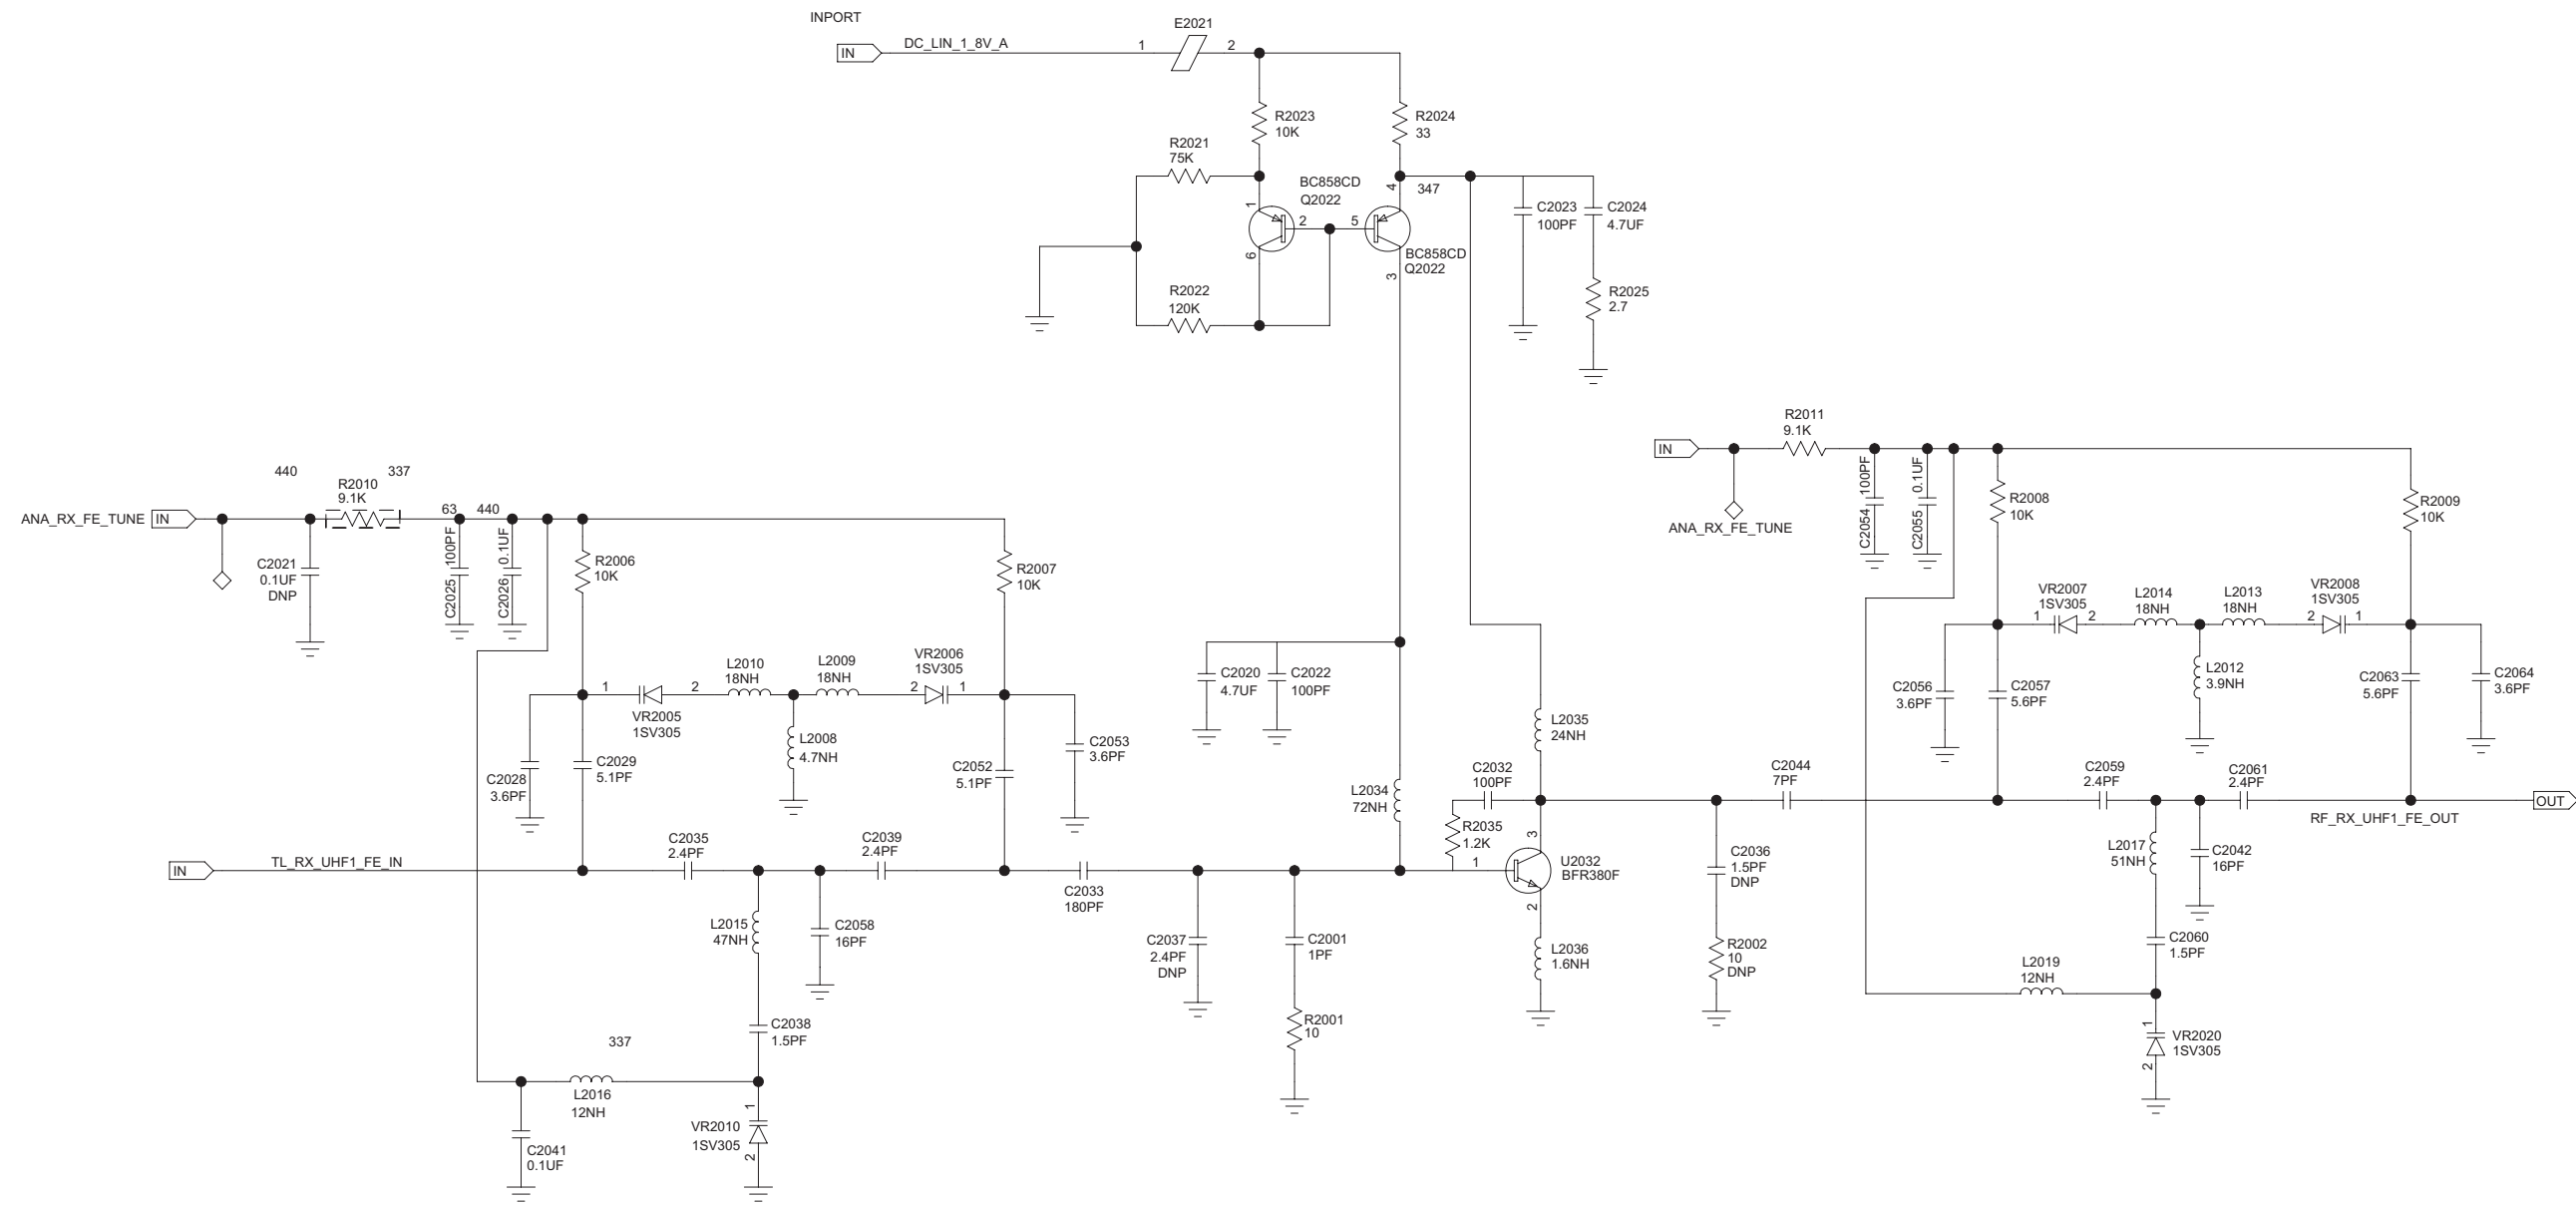 INPORT
IN
DC_LIN_1_8V_A
1
E2021
2
R2023
10K
R2024
33
R2021
75K
BC858CD
Q2022
1
2
6
4
347
5
3
BC858CD
Q2022
C2023
100PF
C2024
4.7UF
R2022
120K
R2025
2.7
440
337
R2010
9.1K
ANA_RX_FE_TUNE
IN
63
440
C2021
0.1UF
DNP
C2025
100PF
C2026
0.1UF
R2006
10K
R2007
10K
L2010
18NH
L2009
18NH
VR2006
1SV305
1
2
2
1
VR2005
1SV305
L2008
4.7NH
C2028
3.6PF
C2029
5.1PF
C2052
5.1PF
C2053
3.6PF
IN
TL_RX_UHF1_FE_IN
C2035
2.4PF
C2039
2.4PF
C2033
180PF
L2015
47NH
C2058
16PF
C2038
1.5PF
337
L2016
12NH
C2041
0.1UF
VR2010
1SV305
1
2
C2020
4.7UF
C2022
100PF
L2034
72NH
L2035
24NH
C2032
100PF
R2035
1.2K
1
3
2
U2032
BFR380F
C2037
2.4PF
DNP
C2001
1PF
R2001
10
L2036
1.6NH
C2044
7PF
C2036
1.5PF
DNP
R2002
10
DNP
IN
R2011
9.1K
ANA_RX_FE_TUNE
C2054
100PF
C2055
0.1UF
R2008
10K
R2009
10K
VR2007
1SV305
1
2
L2014
18NH
L2013
18NH
VR2008
1SV305
2
1
L2012
3.9NH
C2056
3.6PF
C2057
5.6PF
C2063
5.6PF
C2064
3.6PF
C2059
2.4PF
C2061
2.4PF
OUT
RF_RX_UHF1_FE_OUT
L2017
51NH
C2042
16PF
C2060
1.5PF
L2019
12NH
VR2020
1SV305
1
2